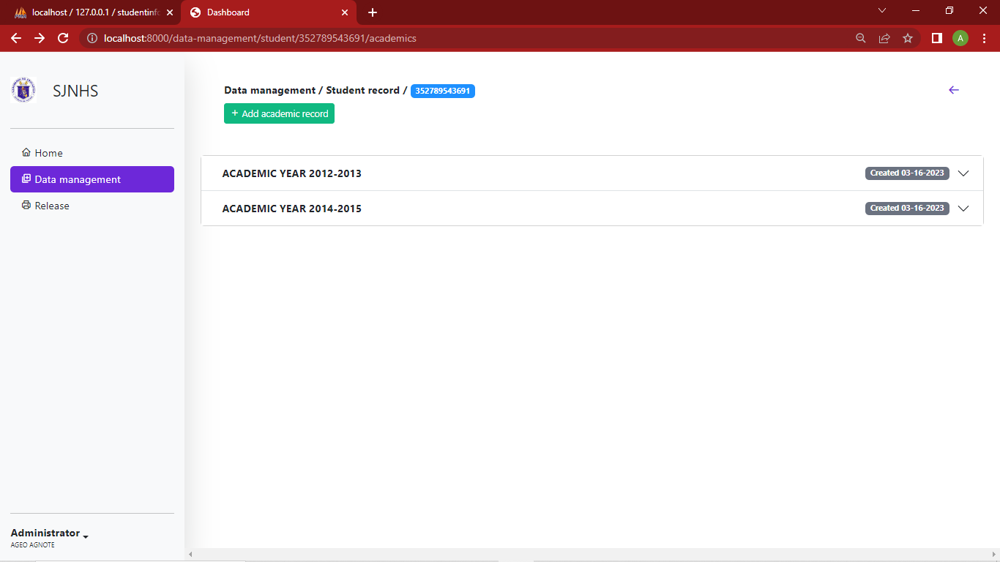 localhost / 127.0.0.1 / studentinfo
Dashboard
localhost:8000/data-management/student/352789543691/academics
A
SJNHS
Data management / Student record / 352789543691
+ Add academic record
Home
Data management
Release
ACADEMIC YEAR 2012-2013
Created 03-16-2023
ACADEMIC YEAR 2014-2015
Created 03-16-2023
Administrator
AGEO AGNOTE